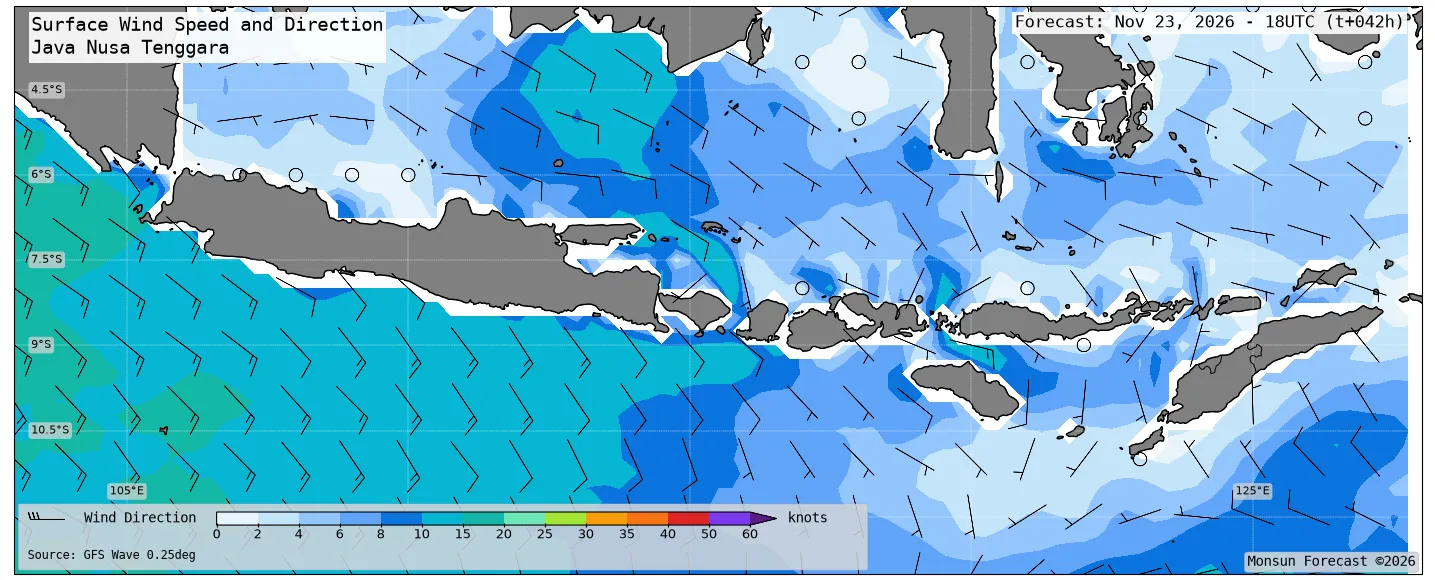 Surface Wind Speed and Direction
Java Nusa Tenggara
Forecast: Nov 23, 2026 - 18UTC (t+042h)
4.5°S
6°S
7.5°S
9°S
10.5°S
105°E
125°E
Wind Direction
0 2 4 6 8 10 15 20 25 30 35 40 50 60
knots
Source: GFS Wave 0.25deg
Monsun Forecast ©2026